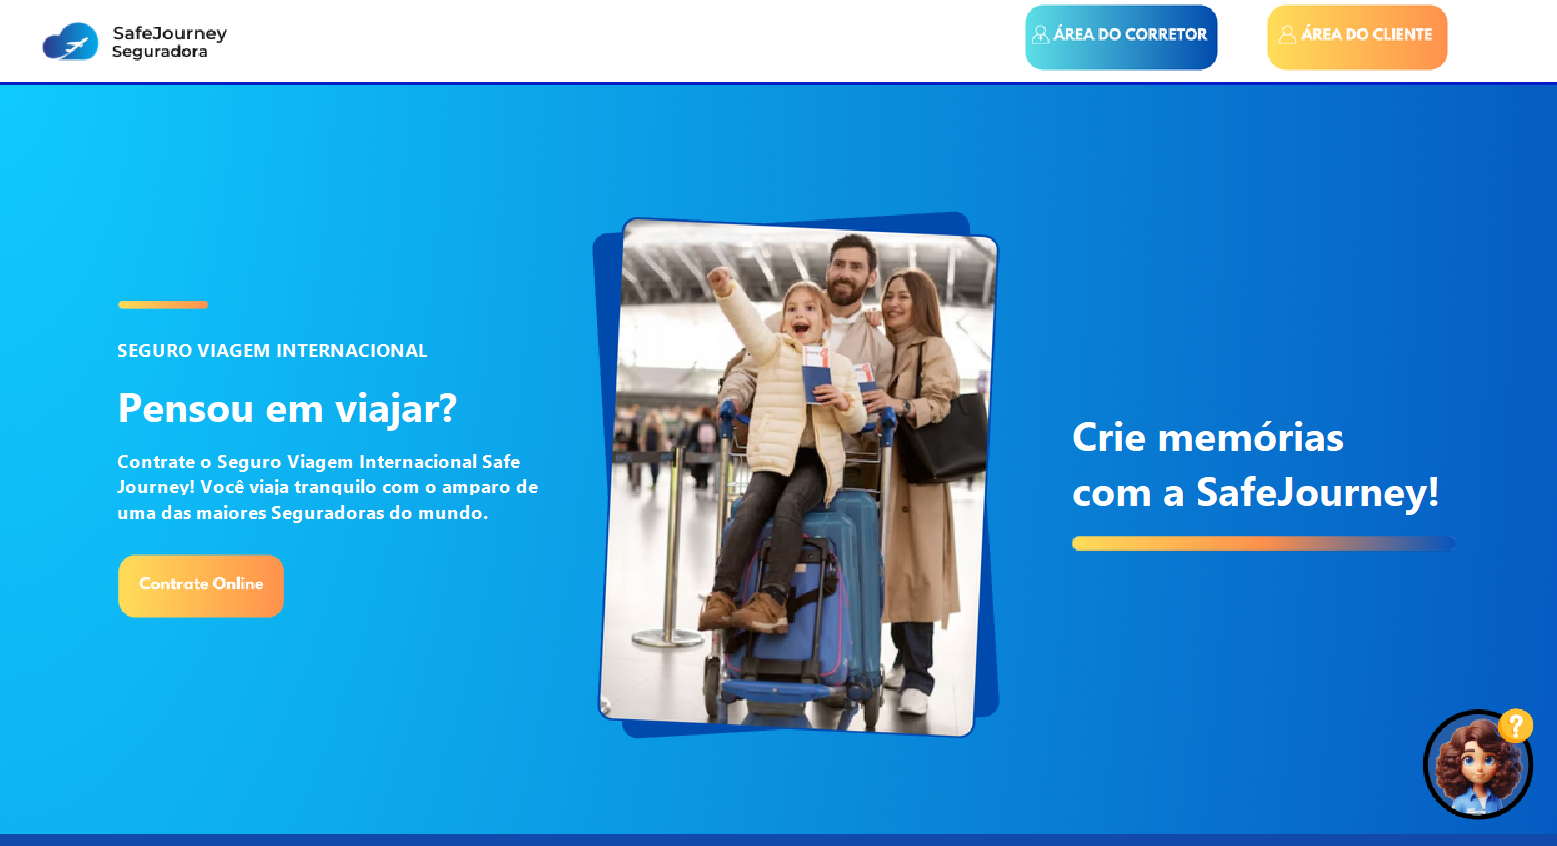 SafeJourney
Seguradora
ÁREA DO CORRETOR
ÁREA DO CLIENTE
SEGURO VIAGEM INTERNACIONAL
Pensou em viajar?
Contrate o Seguro Viagem Internacional Safe
Journey! Você viaja tranquilo com o amparo de
uma das maiores Seguradoras do mundo.
Contrate Online
Crie memórias
com a SafeJourney!
?